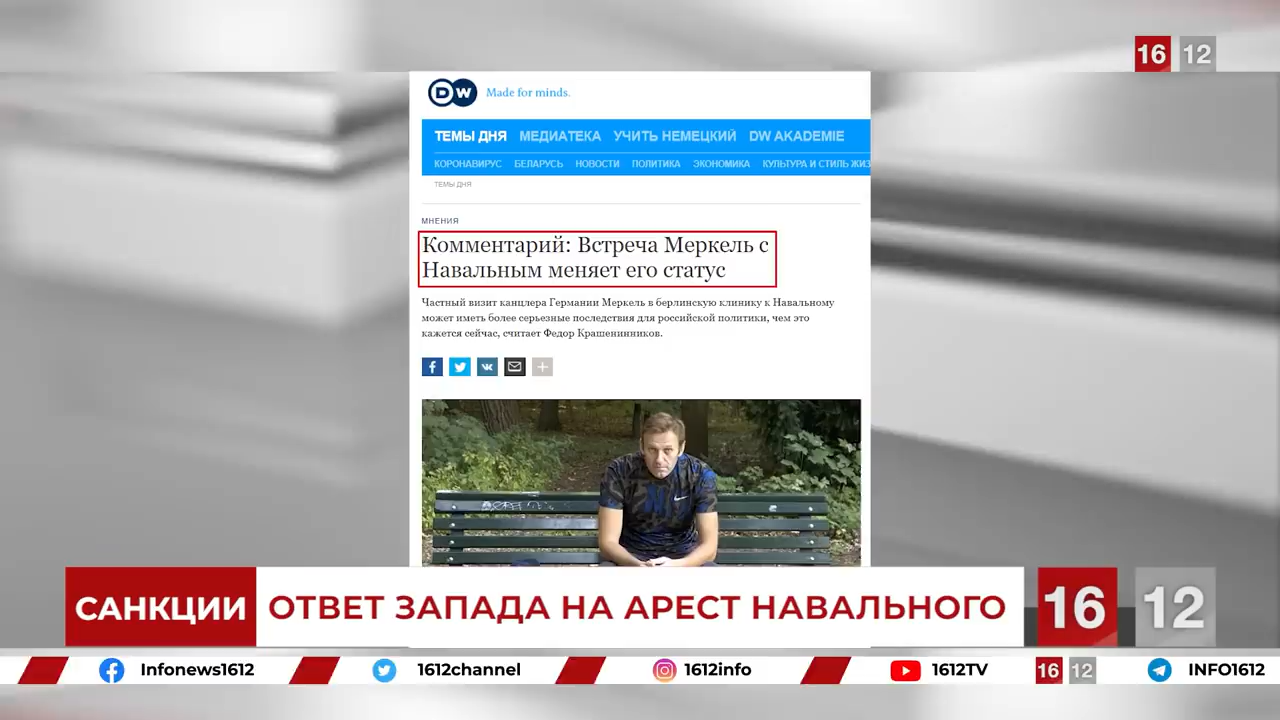 16 12
DW Made for minds.
ТЕМЫ ДНЯ МЕДИАТЕКА УЧИТЬ НЕМЕЦКИЙ DW AKADEMIE
КОРОНАВИРУС БЕЛАРУСЬ НОВОСТИ ПОЛИТИКА ЭКОНОМИКА КУЛЬТУРА И СТИЛЬ ЖИЗ
ТЕМЫ ДНЯ
МНЕНИЯ
Комментарий: Встреча Меркель с
Навальным меняет его статус
Частный визит канцлера Германии Меркель в берлинскую клинику к Навальному
может иметь более серьезные последствия для российской политики, чем это
кажется сейчас, считает Федор Крашенинников.
САНКЦИИ ОТВЕТ ЗАПАДА НА АРЕСТ НАВАЛЬНОГО 16 12
Infonews1612 1612channel 1612info 1612TV 16 12 INFO1612